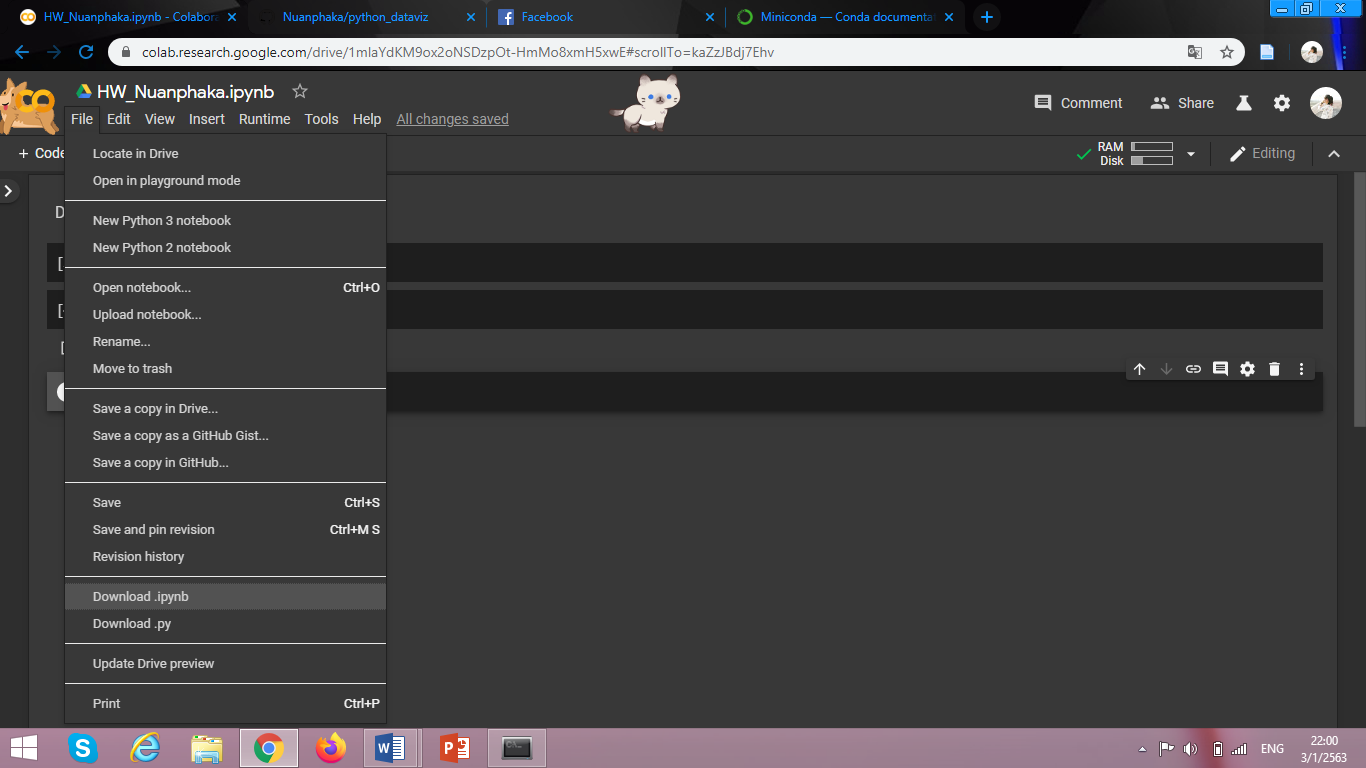 HW_Nuanphaka.ipynb - Colabora
Nuanphaka/python_dataviz
Facebook
Miniconda — Conda documentat
colab.research.google.com/drive/1mlaYdKM9ox2oNSDzpOt-HmMo8xmH5xwE#scrollTo=kaZzJBdj7Ehv
HW_Nuanphaka.ipynb
Comment
Share
File Edit View Insert Runtime Tools Help All changes saved
+ Code
RAM
Disk
Editing
Locate in Drive
Open in playground mode
New Python 3 notebook
New Python 2 notebook
Open notebook... Ctrl+O
Upload notebook...
Rename...
Move to trash
Save a copy in Drive...
Save a copy as a GitHub Gist...
Save a copy in GitHub...
Save Ctrl+S
Save and pin revision Ctrl+M S
Revision history
Download .ipynb
Download .py
Update Drive preview
Print Ctrl+P
D
[
[
[
ENG
22:00
3/1/2563